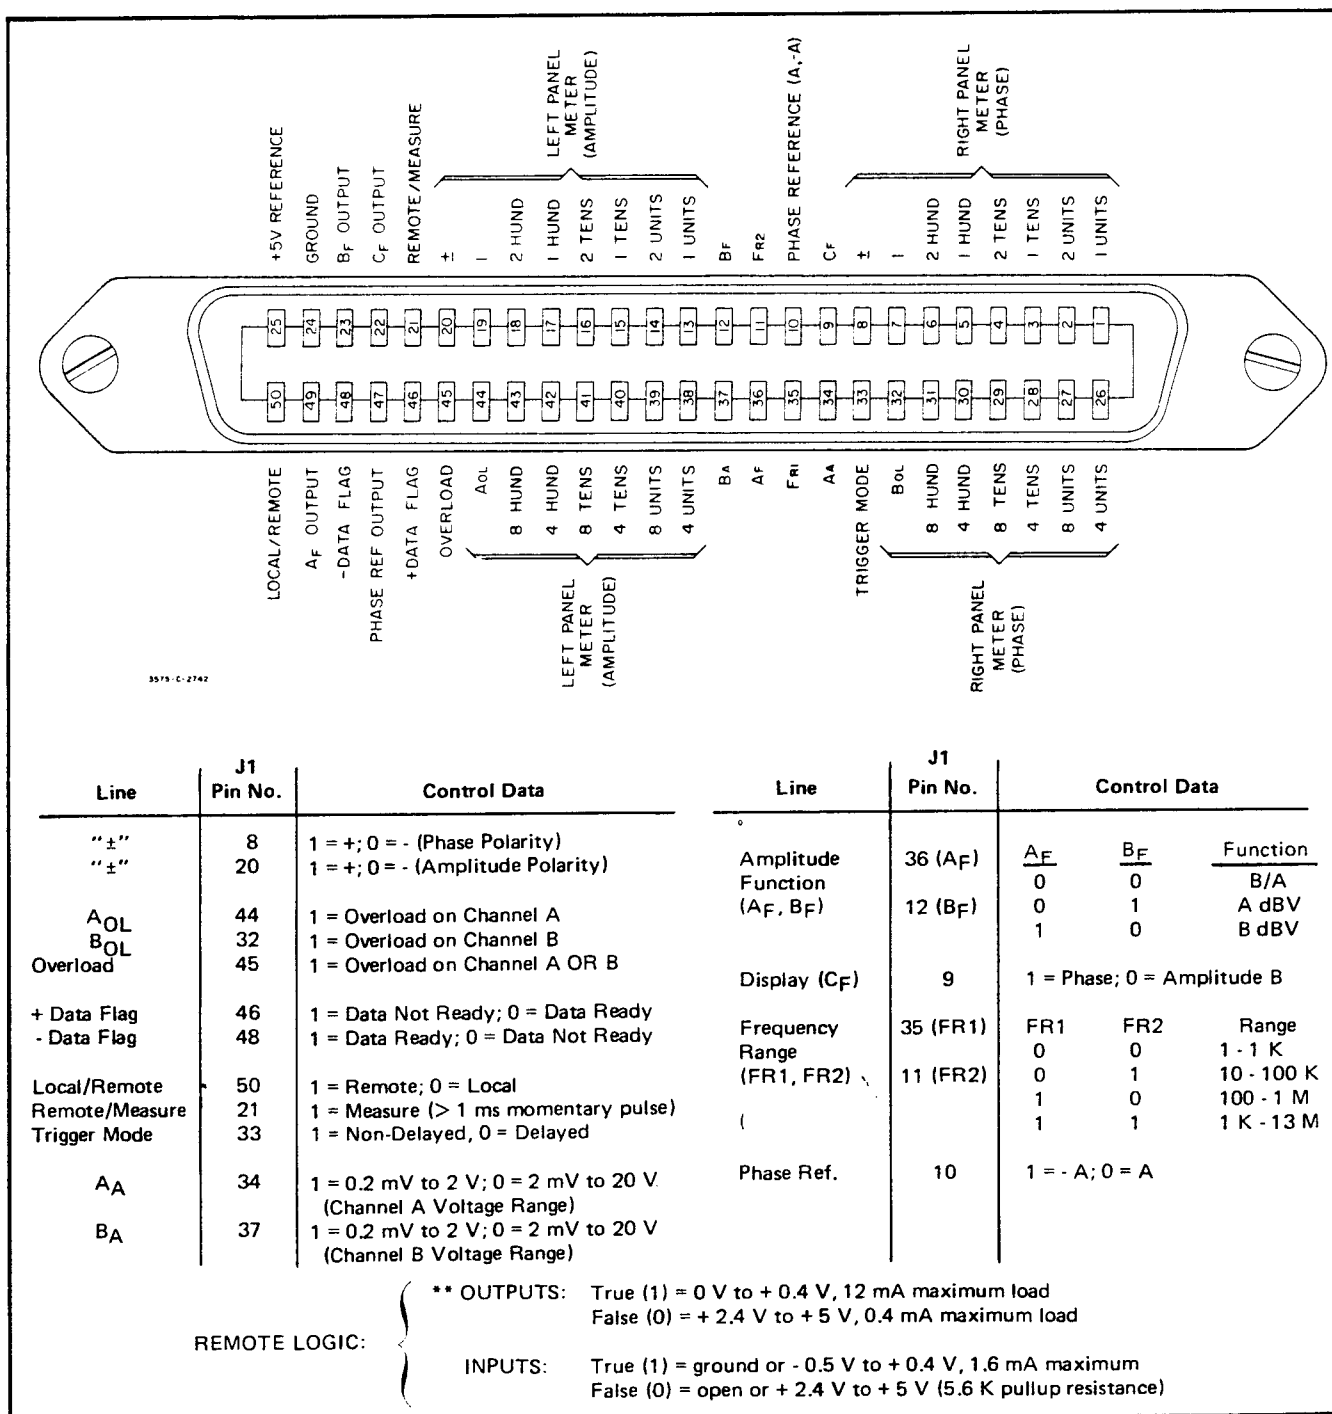 +5V REFERENCE
GROUND
BF OUTPUT
CF OUTPUT
REMOTE/MEASURE
LEFT PANEL
METER
(AMPLITUDE)
±
1
2 HUND
1 HUND
2 TENS
1 TENS
2 UNITS
1 UNITS
BF
FR2
PHASE REFERENCE (A,-A)
CF
RIGHT PANEL
METER
(PHASE)
±
1
2 HUND
1 HUND
2 TENS
1 TENS
2 UNITS
1 UNITS
25 24 23 22 21 20 19 18 17 16 15 14 13 12 11 10 9 8 7 6 5 4 3 2 1
50 49 48 47 46 45 44 43 42 41 40 39 38 37 36 35 34 33 32 31 30 29 28 27 26
LOCAL/REMOTE
AF OUTPUT
-DATA FLAG
PHASE REF OUTPUT
+DATA FLAG
OVERLOAD
AOL
8 HUND
4 HUND
8 TENS
4 TENS
8 UNITS
4 UNITS
LEFT PANEL
METER
(AMPLITUDE)
BA
AF
FR1
AA
TRIGGER MODE
BOL
8 HUND
4 HUND
8 TENS
4 TENS
8 UNITS
4 UNITS
RIGHT PANEL
METER
(PHASE)
3575-C-2742
Line J1 Pin No. Control Data
"±" 8 1 = +; 0 = - (Phase Polarity)
"±" 20 1 = +; 0 = - (Amplitude Polarity)
AOL 44 1 = Overload on Channel A
BOL 32 1 = Overload on Channel B
Overload 45 1 = Overload on Channel A OR B
+ Data Flag 46 1 = Data Not Ready; 0 = Data Ready
- Data Flag 48 1 = Data Ready; 0 = Data Not Ready
Local/Remote 50 1 = Remote; 0 = Local
Remote/Measure 21 1 = Measure (> 1 ms momentary pulse)
Trigger Mode 33 1 = Non-Delayed, 0 = Delayed
AA 34 1 = 0.2 mV to 2 V; 0 = 2 mV to 20 V
(Channel A Voltage Range)
BA 37 1 = 0.2 mV to 2 V; 0 = 2 mV to 20 V
(Channel B Voltage Range)
Line J1 Pin No. Control Data
Amplitude 36 (AF) AF BF Function
Function 0 0 B/A
(AF, BF) 12 (BF) 0 1 A dBV
1 0 B dBV
Display (CF) 9 1 = Phase; 0 = Amplitude B
Frequency 35 (FR1) FR1 FR2 Range
Range 0 0 1 - 1 K
(FR1, FR2) 11 (FR2) 0 1 10 - 100 K
1 0 100 - 1 M
( 1 1 1 K - 13 M
Phase Ref. 10 1 = - A; 0 = A
REMOTE LOGIC:
** OUTPUTS: True (1) = 0 V to + 0.4 V, 12 mA maximum load
False (0) = + 2.4 V to + 5 V, 0.4 mA maximum load
INPUTS: True (1) = ground or - 0.5 V to + 0.4 V, 1.6 mA maximum
False (0) = open or + 2.4 V to + 5 V (5.6 K pullup resistance)